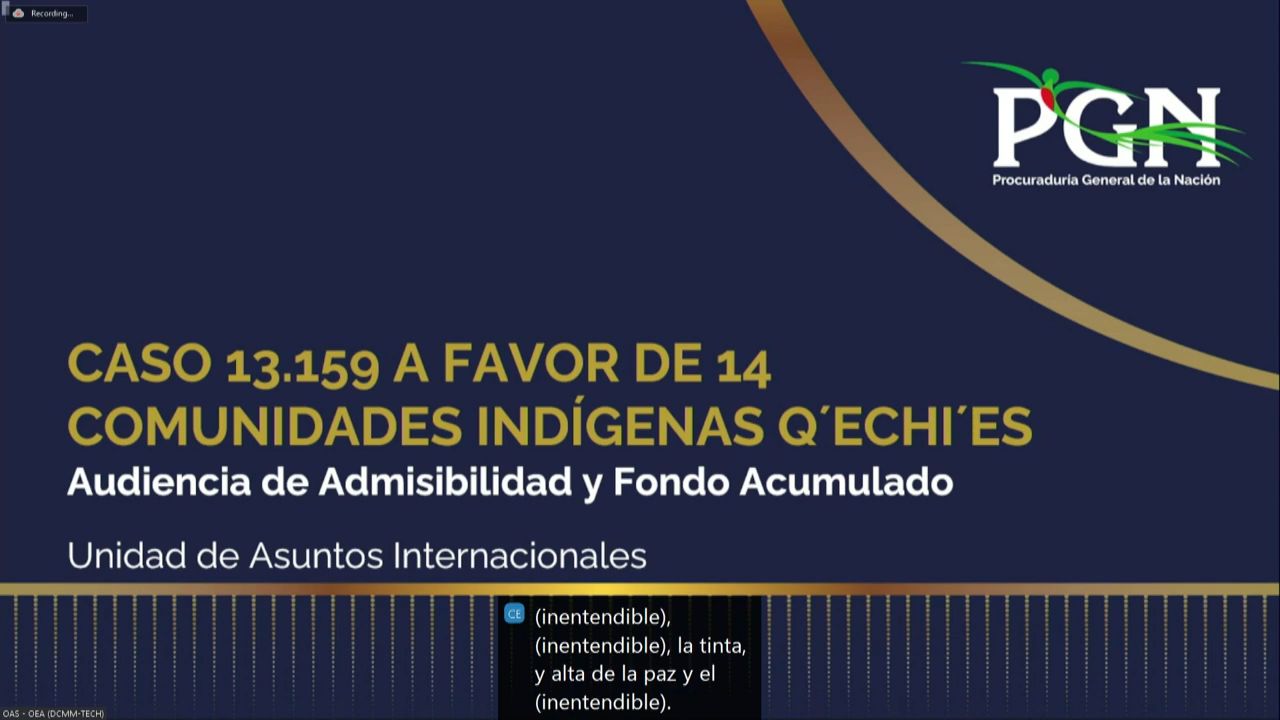 Recording...
PGN
Procuraduría General de la Nación
CASO 13.159 A FAVOR DE 14
COMUNIDADES INDÍGENAS Q´ECHI´ES
Audiencia de Admisibilidad y Fondo Acumulado
Unidad de Asuntos Internacionales
CE
(inentendible),
(inentendible), la tinta,
y alta de la paz y el
(inentendible).
OAS - OEA (DCMM-TECH)